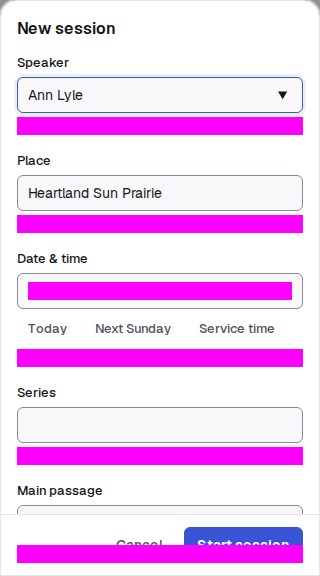 New session
Speaker
Ann Lyle
Place
Heartland Sun Prairie
Date & time
Today Next Sunday Service time
Series
Main passage
Cancel Start session